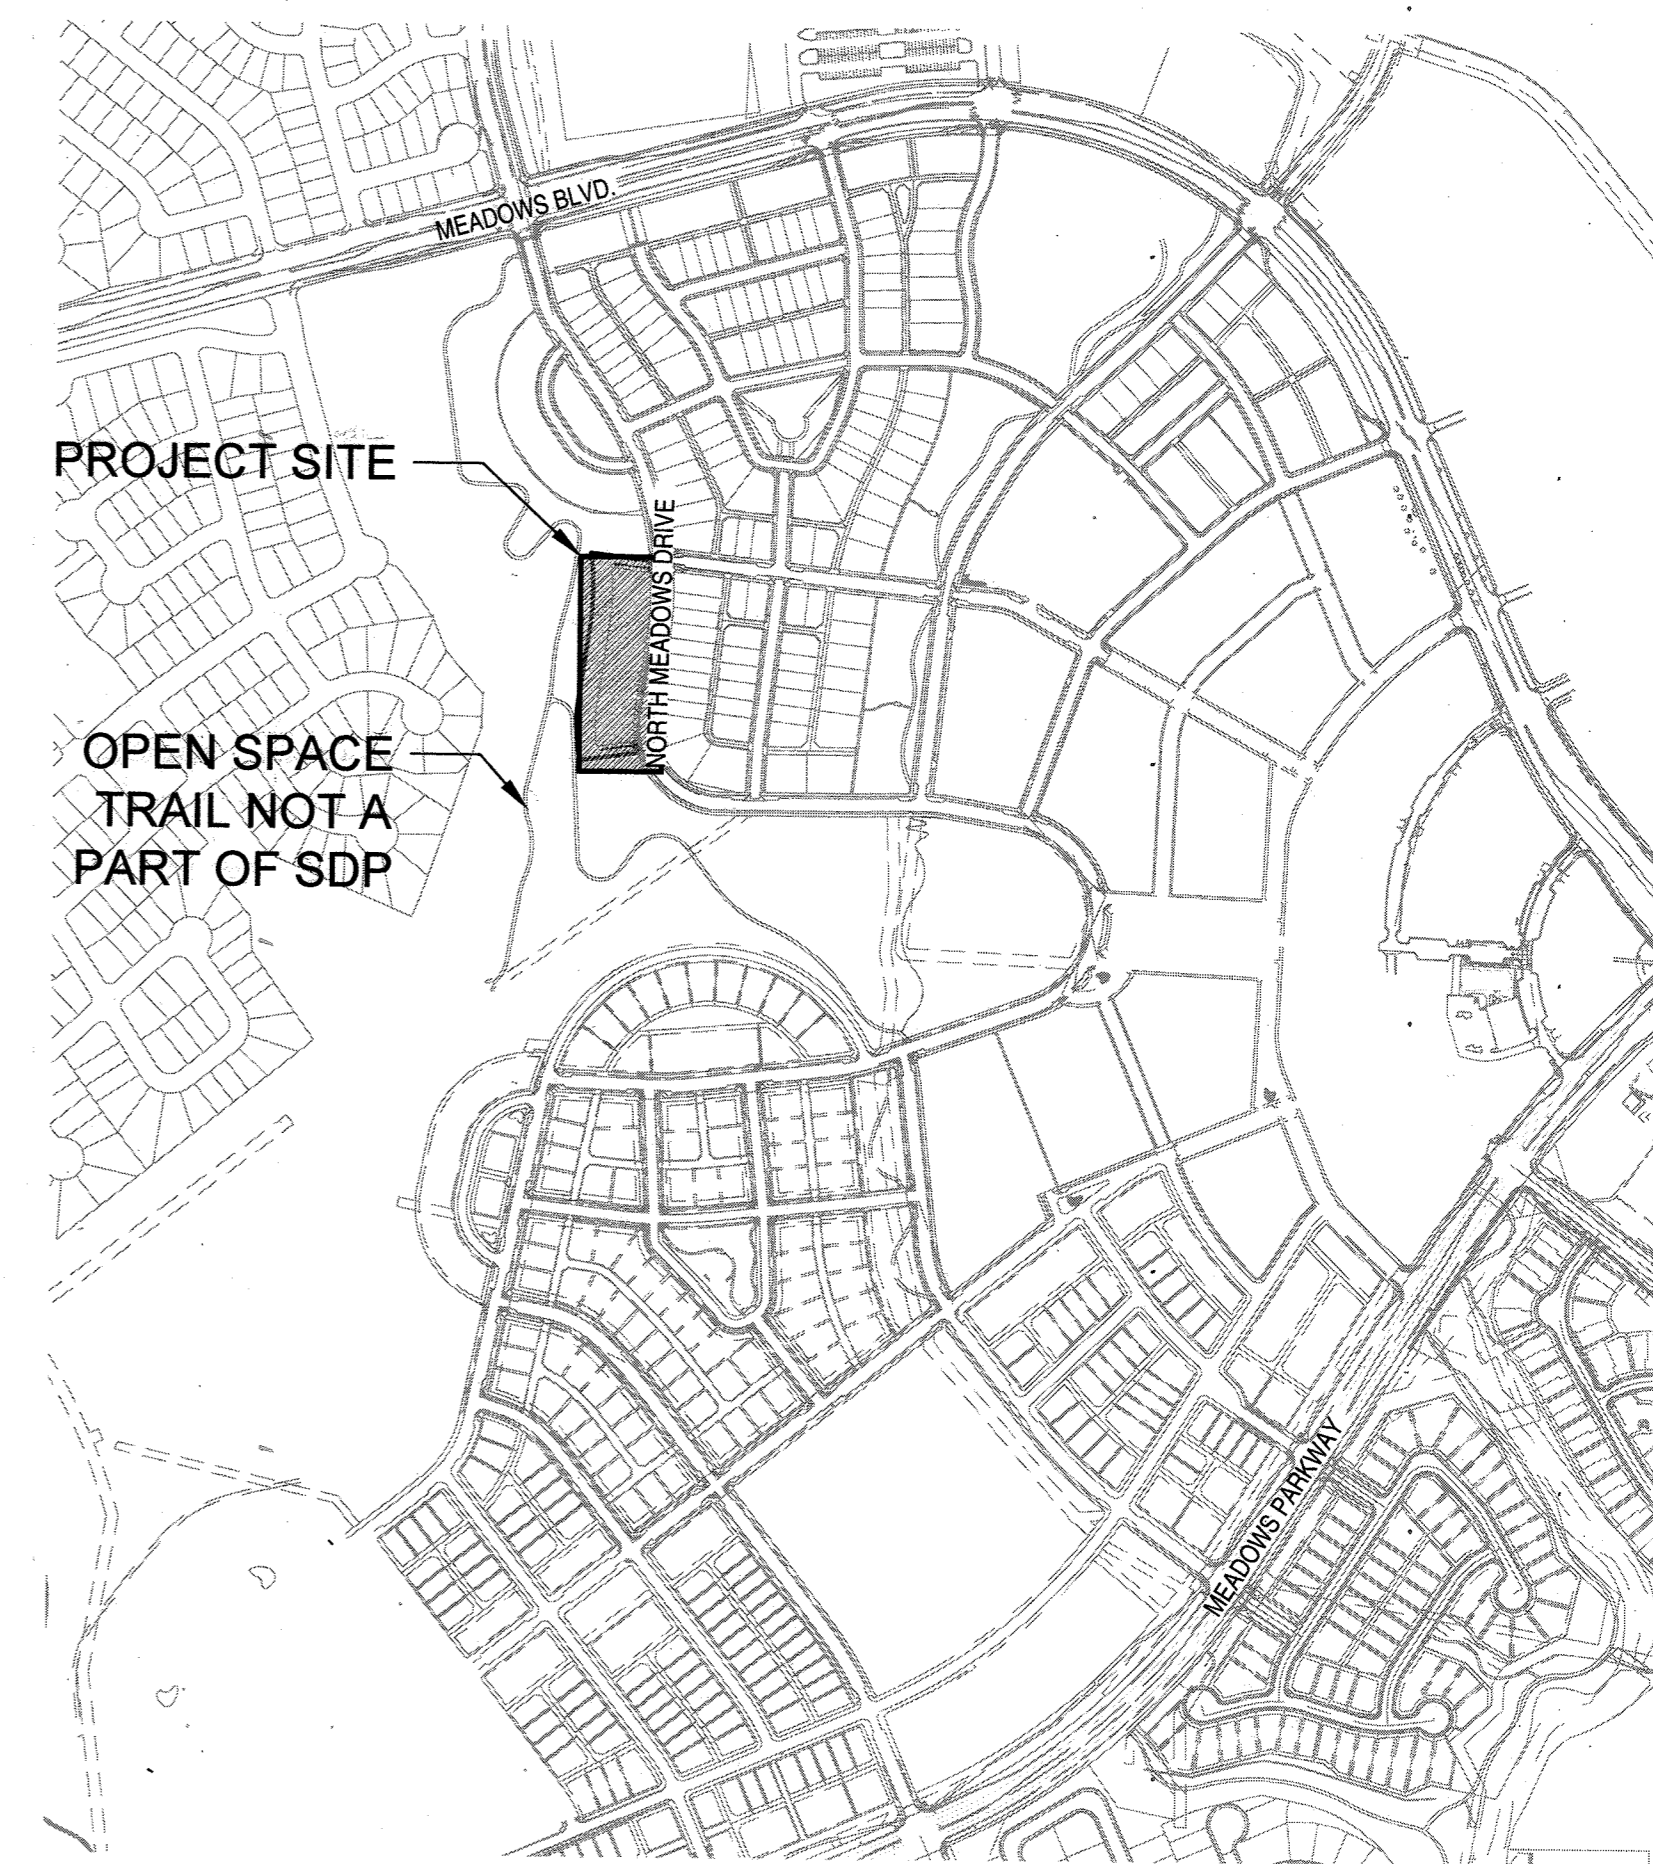 MEADOWS BLVD.
PROJECT SITE
NORTH MEADOWS DRIVE
OPEN SPACE
TRAIL NOT A
PART OF SDP
MEADOWS PARKWAY